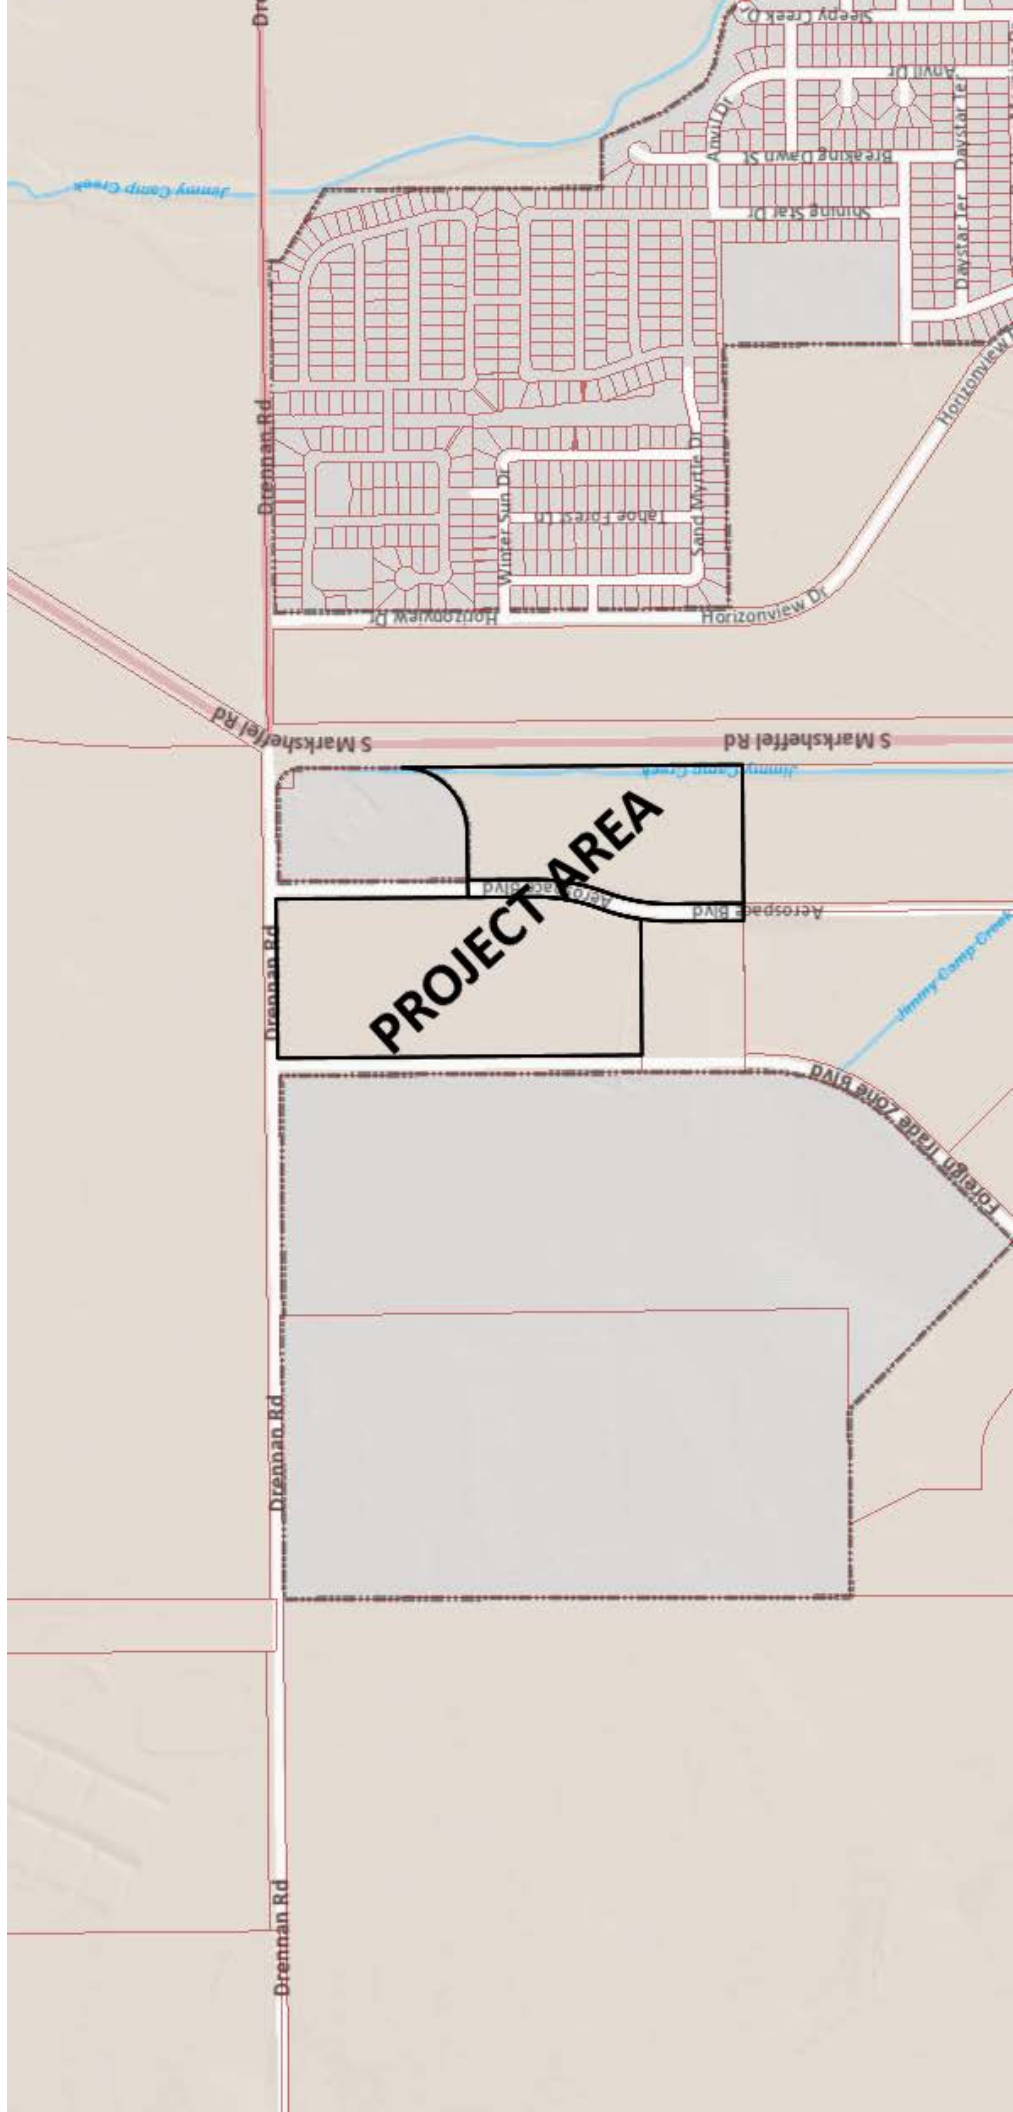 Sleepy Creek D
Anvil Dr
Anvil Dr
Daystar Ter
Breaking Dawn St
Jimmy Camp Creek
Shining Star Dr
Daystar Ter
Horizonview
Drennan Rd
Winter Sun Dr
Tahoe Forest Ln
Sand Myrtle Dr
Horizonview Dr
Horizonview Dr
S Marksheffel Rd
S Marksheffel Rd
Jimmy Camp Creek
PROJECT AREA
Aerospace Blvd
Aerospace Blvd
Drennan Rd
Jimmy Camp Creek
Foreign Trade Zone Blvd
Drennan Rd
Drennan Rd